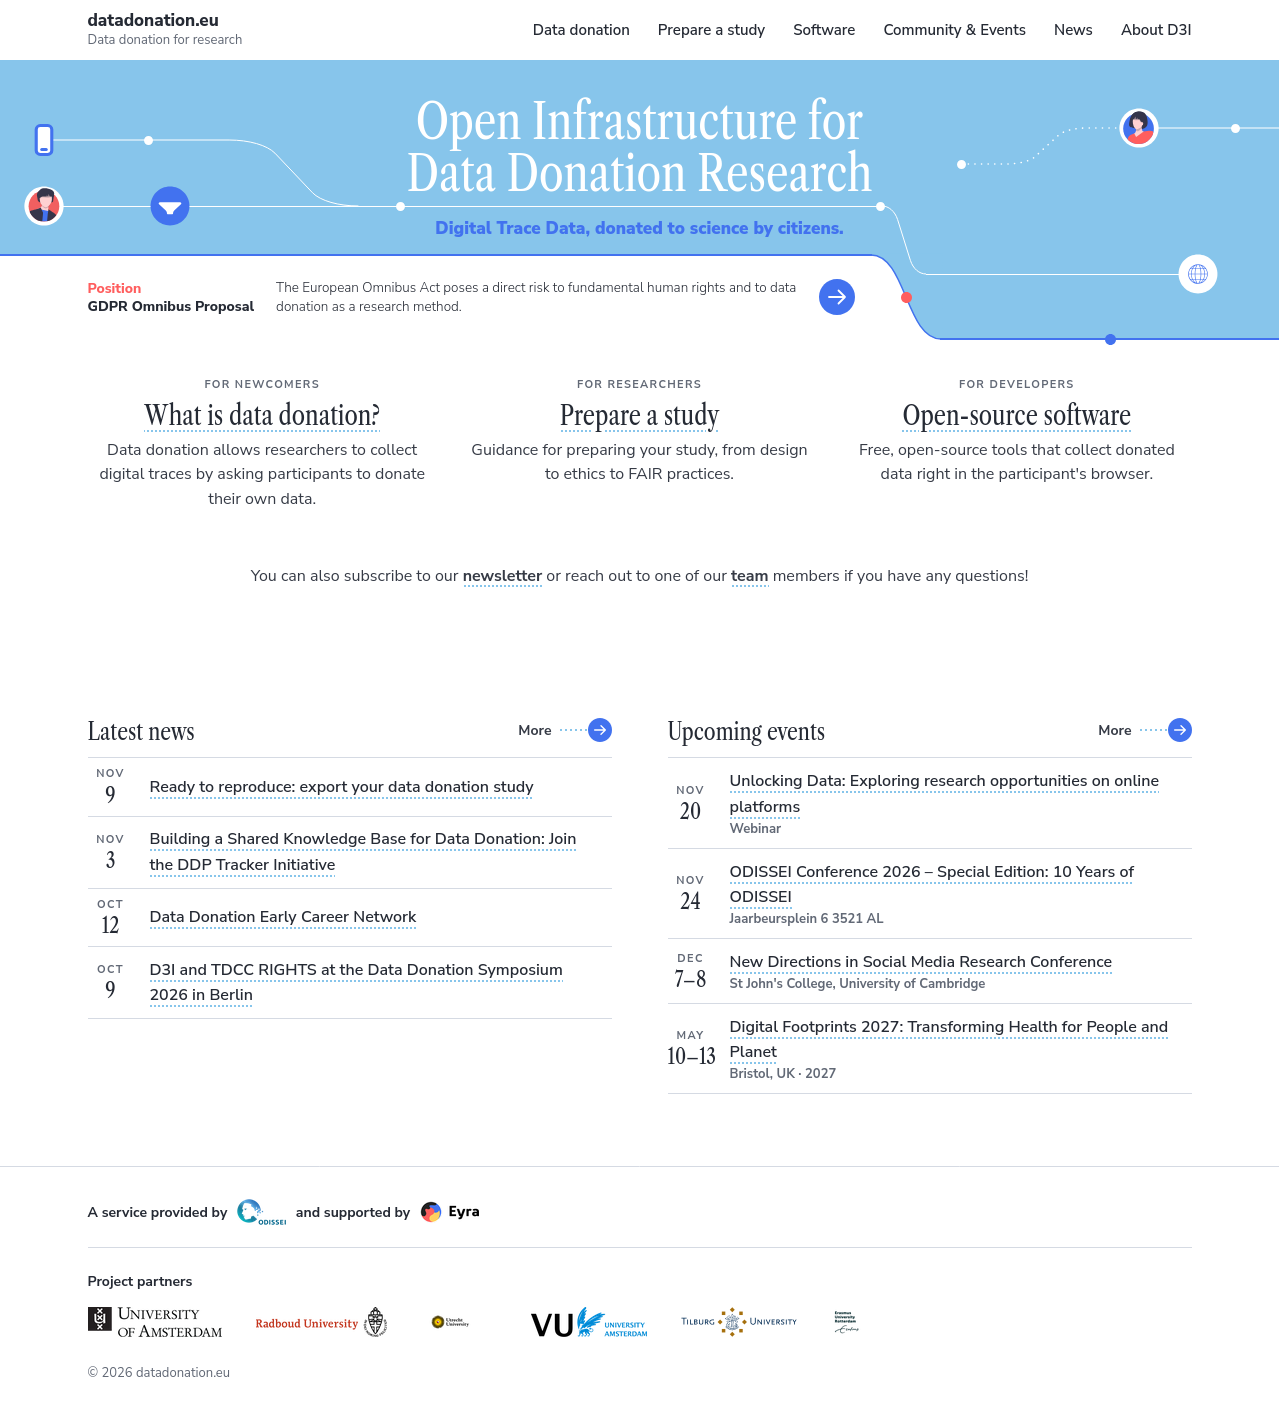 datadonation.eu
Data donation for research
Data donation
Prepare a study
Software
Community & Events
News
About D3I
Open Infrastructure for
Data Donation Research
Digital Trace Data, donated to science by citizens.
Position
GDPR Omnibus Proposal
The European Omnibus Act poses a direct risk to fundamental human rights and to data
donation as a research method.
FOR NEWCOMERS
What is data donation?
Data donation allows researchers to collect
digital traces by asking participants to donate
their own data.
FOR RESEARCHERS
Prepare a study
Guidance for preparing your study, from design
to ethics to FAIR practices.
FOR DEVELOPERS
Open-source software
Free, open-source tools that collect donated
data right in the participant's browser.
You can also subscribe to our newsletter or reach out to one of our team members if you have any questions!
Latest news
More
NOV
9
Ready to reproduce: export your data donation study
NOV
3
Building a Shared Knowledge Base for Data Donation: Join
the DDP Tracker Initiative
OCT
12
Data Donation Early Career Network
OCT
9
D3I and TDCC RIGHTS at the Data Donation Symposium
2026 in Berlin
Upcoming events
More
NOV
20
Unlocking Data: Exploring research opportunities on online
platforms
Webinar
NOV
24
ODISSEI Conference 2026 – Special Edition: 10 Years of
ODISSEI
Jaarbeursplein 6 3521 AL
DEC
7–8
New Directions in Social Media Research Conference
St John's College, University of Cambridge
MAY
10–13
Digital Footprints 2027: Transforming Health for People and
Planet
Bristol, UK · 2027
A service provided by
ODISSEI
and supported by
Eyra
Project partners
UNIVERSITY
OF AMSTERDAM
Radboud University
Utrecht
University
VU
UNIVERSITY
AMSTERDAM
TILBURG
UNIVERSITY
Erasmus
University
Rotterdam
Erasmus
© 2026 datadonation.eu